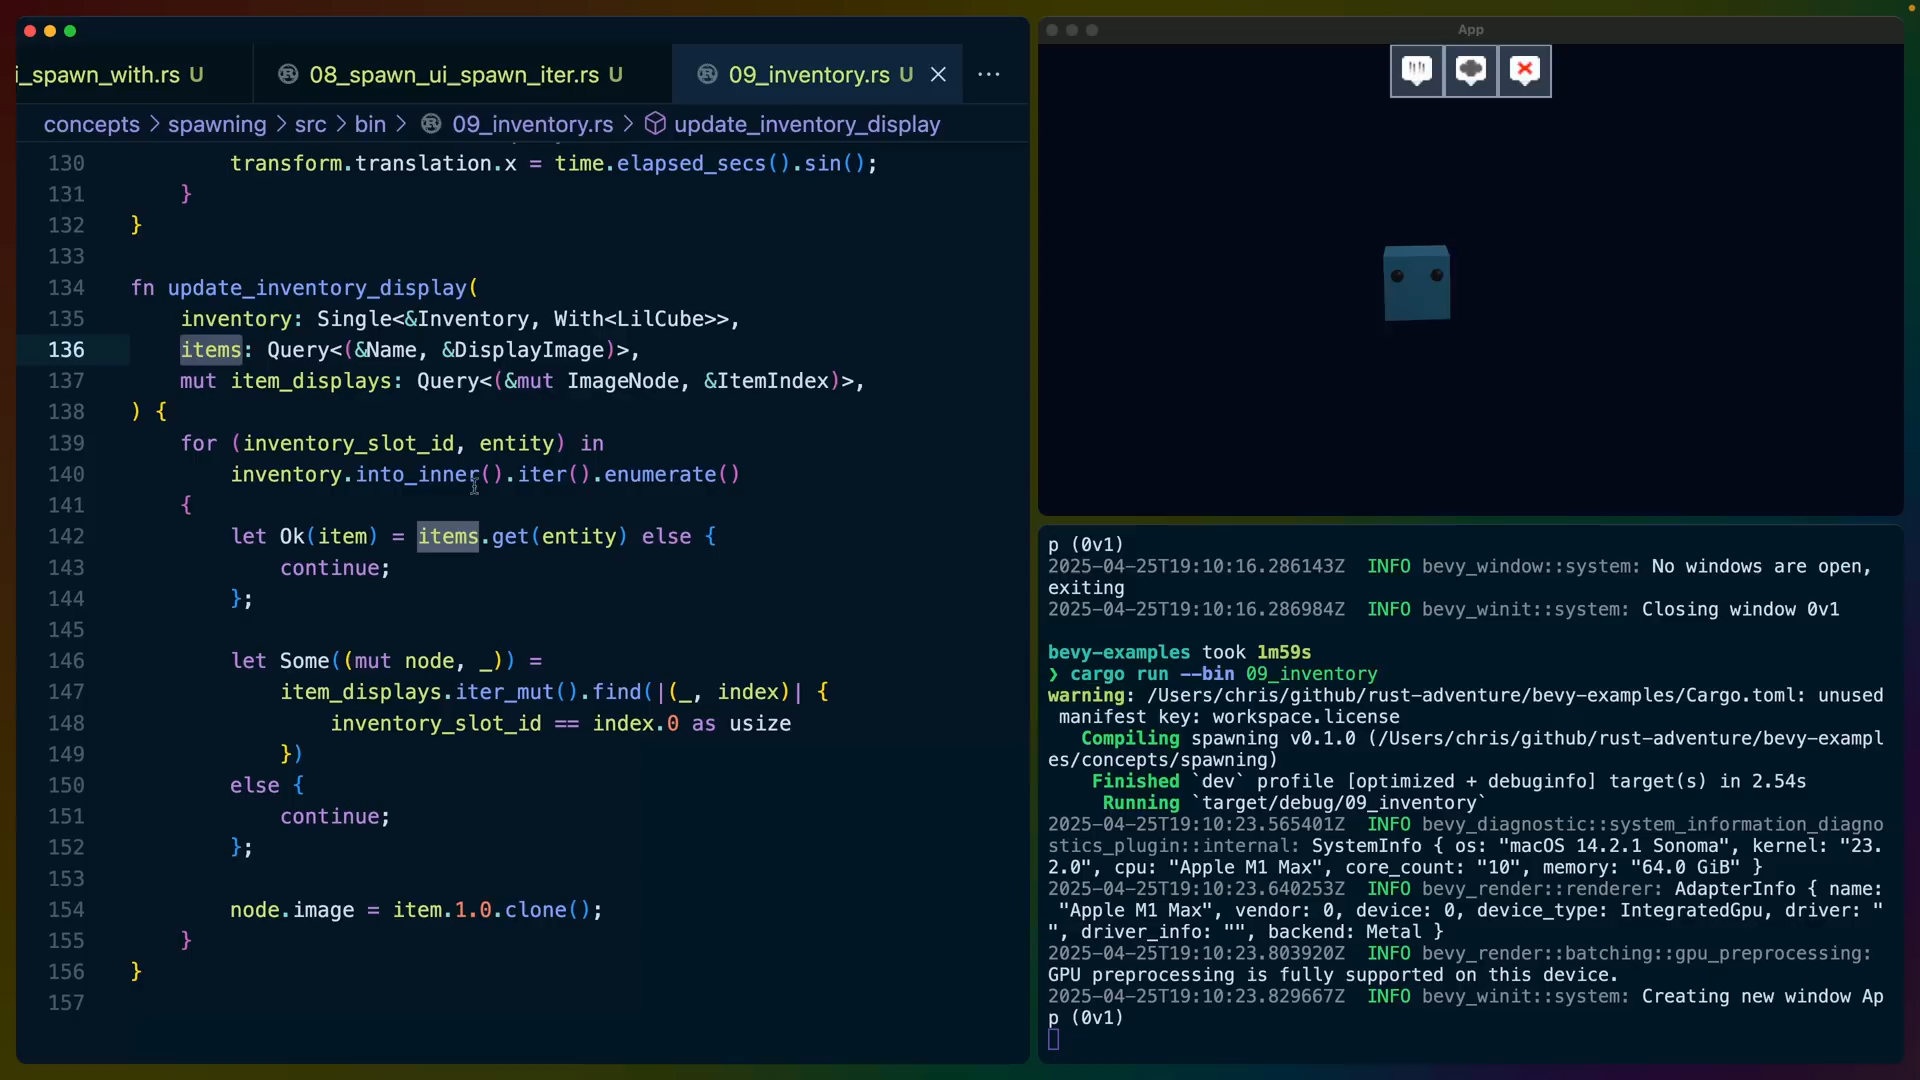 i_spawn_with.rs U
08_spawn_ui_spawn_iter.rs U
09_inventory.rs U
concepts > spawning > src > bin > 09_inventory.rs > update_inventory_display
130 transform.translation.x = time.elapsed_secs().sin();
131 }
132 }
133
134 fn update_inventory_display(
135 inventory: Single<&Inventory, With<LilCube>>,
136 items: Query<(&Name, &DisplayImage)>,
137 mut item_displays: Query<(&mut ImageNode, &ItemIndex)>,
138 ) {
139 for (inventory_slot_id, entity) in
140 inventory.into_inner().iter().enumerate()
141 {
142 let Ok(item) = items.get(entity) else {
143 continue;
144 };
145
146 let Some((mut node, _)) =
147 item_displays.iter_mut().find(|(_, index)| {
148 inventory_slot_id == index.0 as usize
149 })
150 else {
151 continue;
152 };
153
154 node.image = item.1.0.clone();
155 }
156 }
157
App
p (0v1)
2025-04-25T19:10:16.286143Z INFO bevy_window::system: No windows are open,
exiting
2025-04-25T19:10:16.286984Z INFO bevy_winit::system: Closing window 0v1
bevy-examples took 1m59s
❯ cargo run --bin 09_inventory
warning: /Users/chris/github/rust-adventure/bevy-examples/Cargo.toml: unused
manifest key: workspace.license
Compiling spawning v0.1.0 (/Users/chris/github/rust-adventure/bevy-exampl
es/concepts/spawning)
Finished `dev` profile [optimized + debuginfo] target(s) in 2.54s
Running `target/debug/09_inventory`
2025-04-25T19:10:23.565401Z INFO bevy_diagnostic::system_information_diagno
stics_plugin::internal: SystemInfo { os: "macOS 14.2.1 Sonoma", kernel: "23.
2.0", cpu: "Apple M1 Max", core_count: "10", memory: "64.0 GiB" }
2025-04-25T19:10:23.640253Z INFO bevy_render::renderer: AdapterInfo { name:
"Apple M1 Max", vendor: 0, device: 0, device_type: IntegratedGpu, driver: "
", driver_info: "", backend: Metal }
2025-04-25T19:10:23.803920Z INFO bevy_render::batching::gpu_preprocessing:
GPU preprocessing is fully supported on this device.
2025-04-25T19:10:23.829667Z INFO bevy_winit::system: Creating new window Ap
p (0v1)